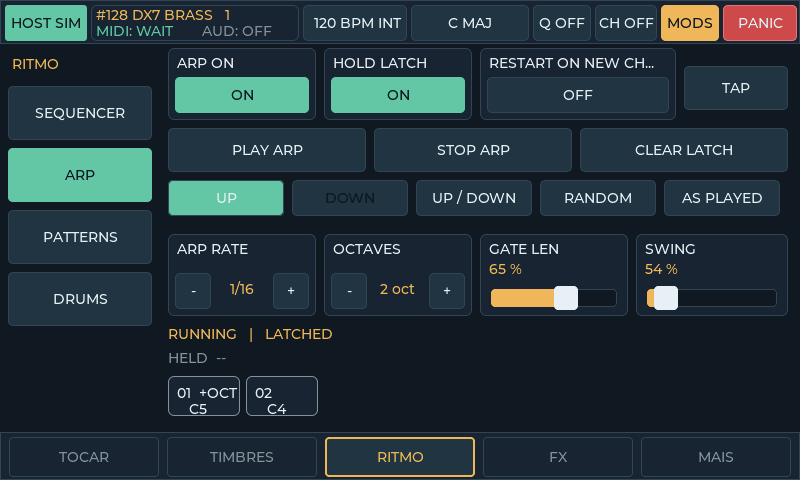 HOST SIM
#128 DX7 BRASS 1
MIDI: WAIT AUD: OFF
120 BPM INT
C MAJ
Q OFF
CH OFF
MODS
PANIC
RITMO
SEQUENCER
ARP
PATTERNS
DRUMS
ARP ON
ON
HOLD LATCH
ON
RESTART ON NEW CH...
OFF
TAP
PLAY ARP
STOP ARP
CLEAR LATCH
UP
DOWN
UP / DOWN
RANDOM
AS PLAYED
ARP RATE
- 1/16 +
OCTAVES
- 2 oct +
GATE LEN
65 %
SWING
54 %
RUNNING | LATCHED
HELD --
01 +OCT
C5
02
C4
TOCAR
TIMBRES
RITMO
FX
MAIS